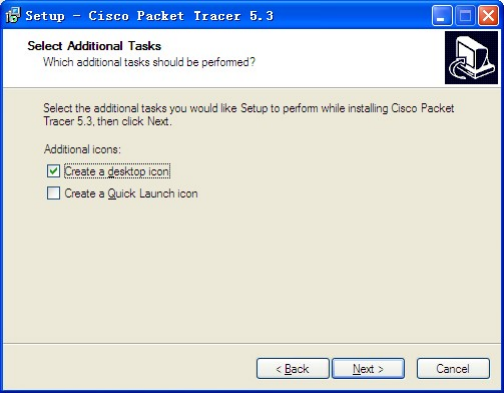 Setup - Cisco Packet Tracer 5.3
Select Additional Tasks
Which additional tasks should be performed?
Select the additional tasks you would like Setup to perform while installing Cisco Packet
Tracer 5.3, then click Next.
Additional icons:
Create a desktop icon
Create a Quick Launch icon
< Back
Next >
Cancel